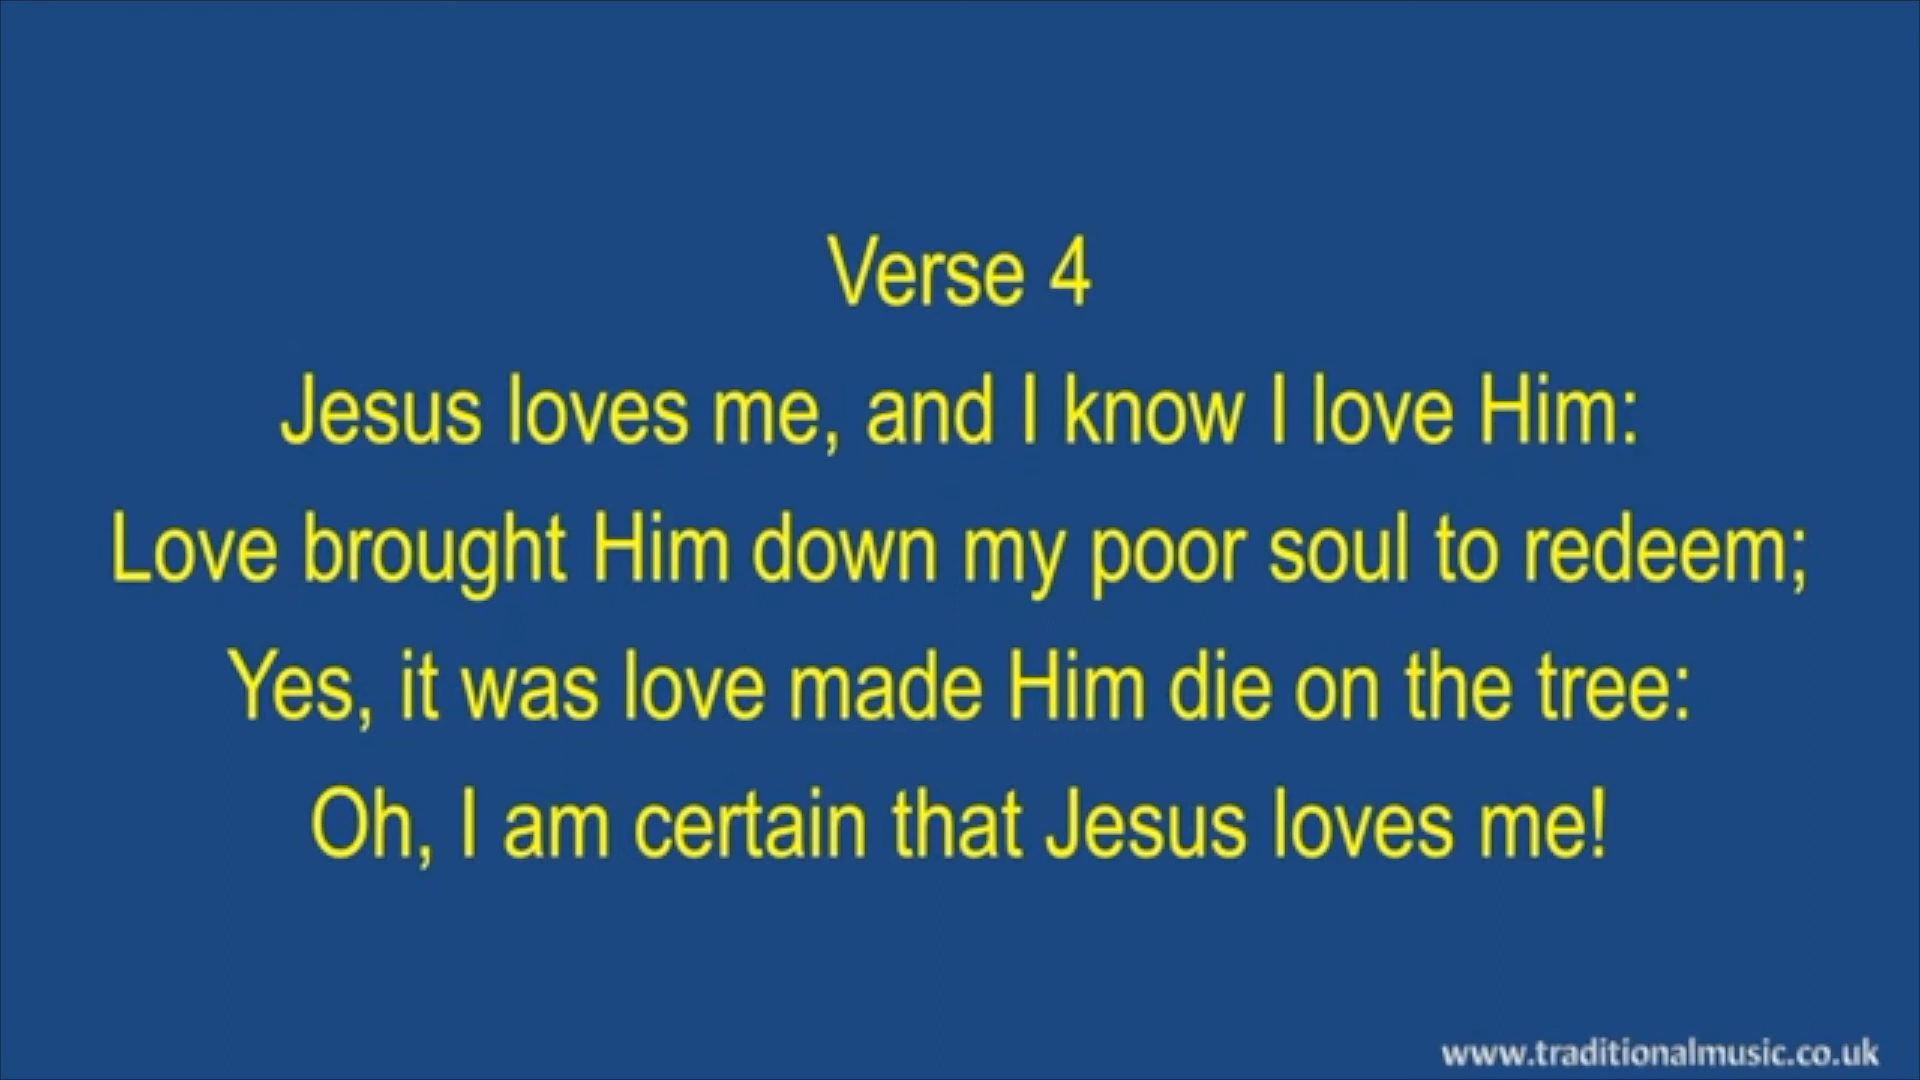 Verse 4
Jesus loves me, and I know I love Him:
Love brought Him down my poor soul to redeem;
Yes, it was love made Him die on the tree:
Oh, I am certain that Jesus loves me!
www.traditionalmusic.co.uk